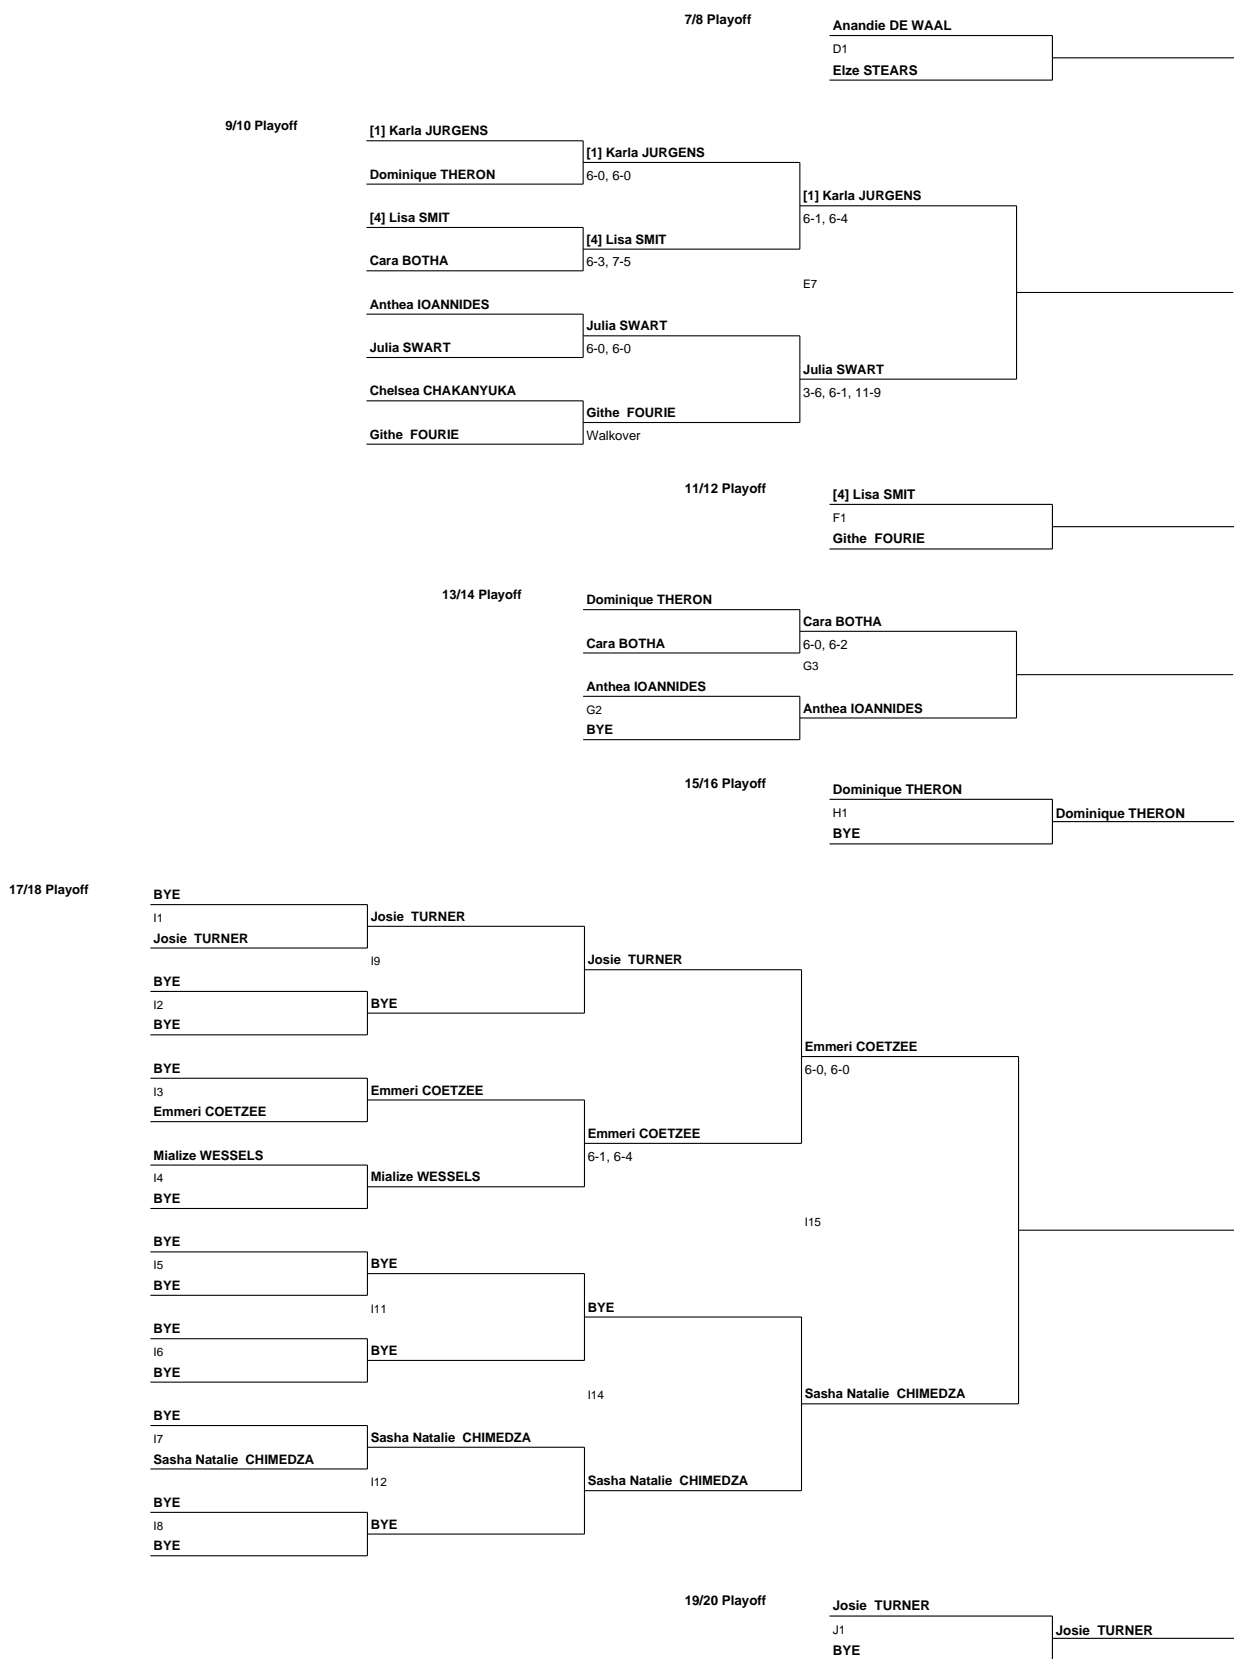 7/8 Playoff
Anandie DE WAAL
D1
Elze STEARS
9/10 Playoff
[1] Karla JURGENS
[1] Karla JURGENS
Dominique THERON
6-0, 6-0
[1] Karla JURGENS
[4] Lisa SMIT
6-1, 6-4
[4] Lisa SMIT
Cara BOTHA
6-3, 7-5
E7
Anthea IOANNIDES
Julia SWART
Julia SWART
6-0, 6-0
Julia SWART
Chelsea CHAKANYUKA
3-6, 6-1, 11-9
Githe FOURIE
Githe FOURIE
Walkover
11/12 Playoff
[4] Lisa SMIT
F1
Githe FOURIE
13/14 Playoff
Dominique THERON
Cara BOTHA
Cara BOTHA
6-0, 6-2
G3
Anthea IOANNIDES
G2
Anthea IOANNIDES
BYE
15/16 Playoff
Dominique THERON
H1
Dominique THERON
BYE
17/18 Playoff
BYE
I1
Josie TURNER
Josie TURNER
I9
Josie TURNER
BYE
I2
BYE
BYE
Emmeri COETZEE
BYE
6-0, 6-0
I3
Emmeri COETZEE
Emmeri COETZEE
Emmeri COETZEE
Mialize WESSELS
6-1, 6-4
I4
Mialize WESSELS
BYE
I15
BYE
I5
BYE
BYE
I11
BYE
BYE
I6
BYE
BYE
I14
Sasha Natalie CHIMEDZA
BYE
I7
Sasha Natalie CHIMEDZA
Sasha Natalie CHIMEDZA
I12
Sasha Natalie CHIMEDZA
BYE
I8
BYE
BYE
19/20 Playoff
Josie TURNER
J1
Josie TURNER
BYE